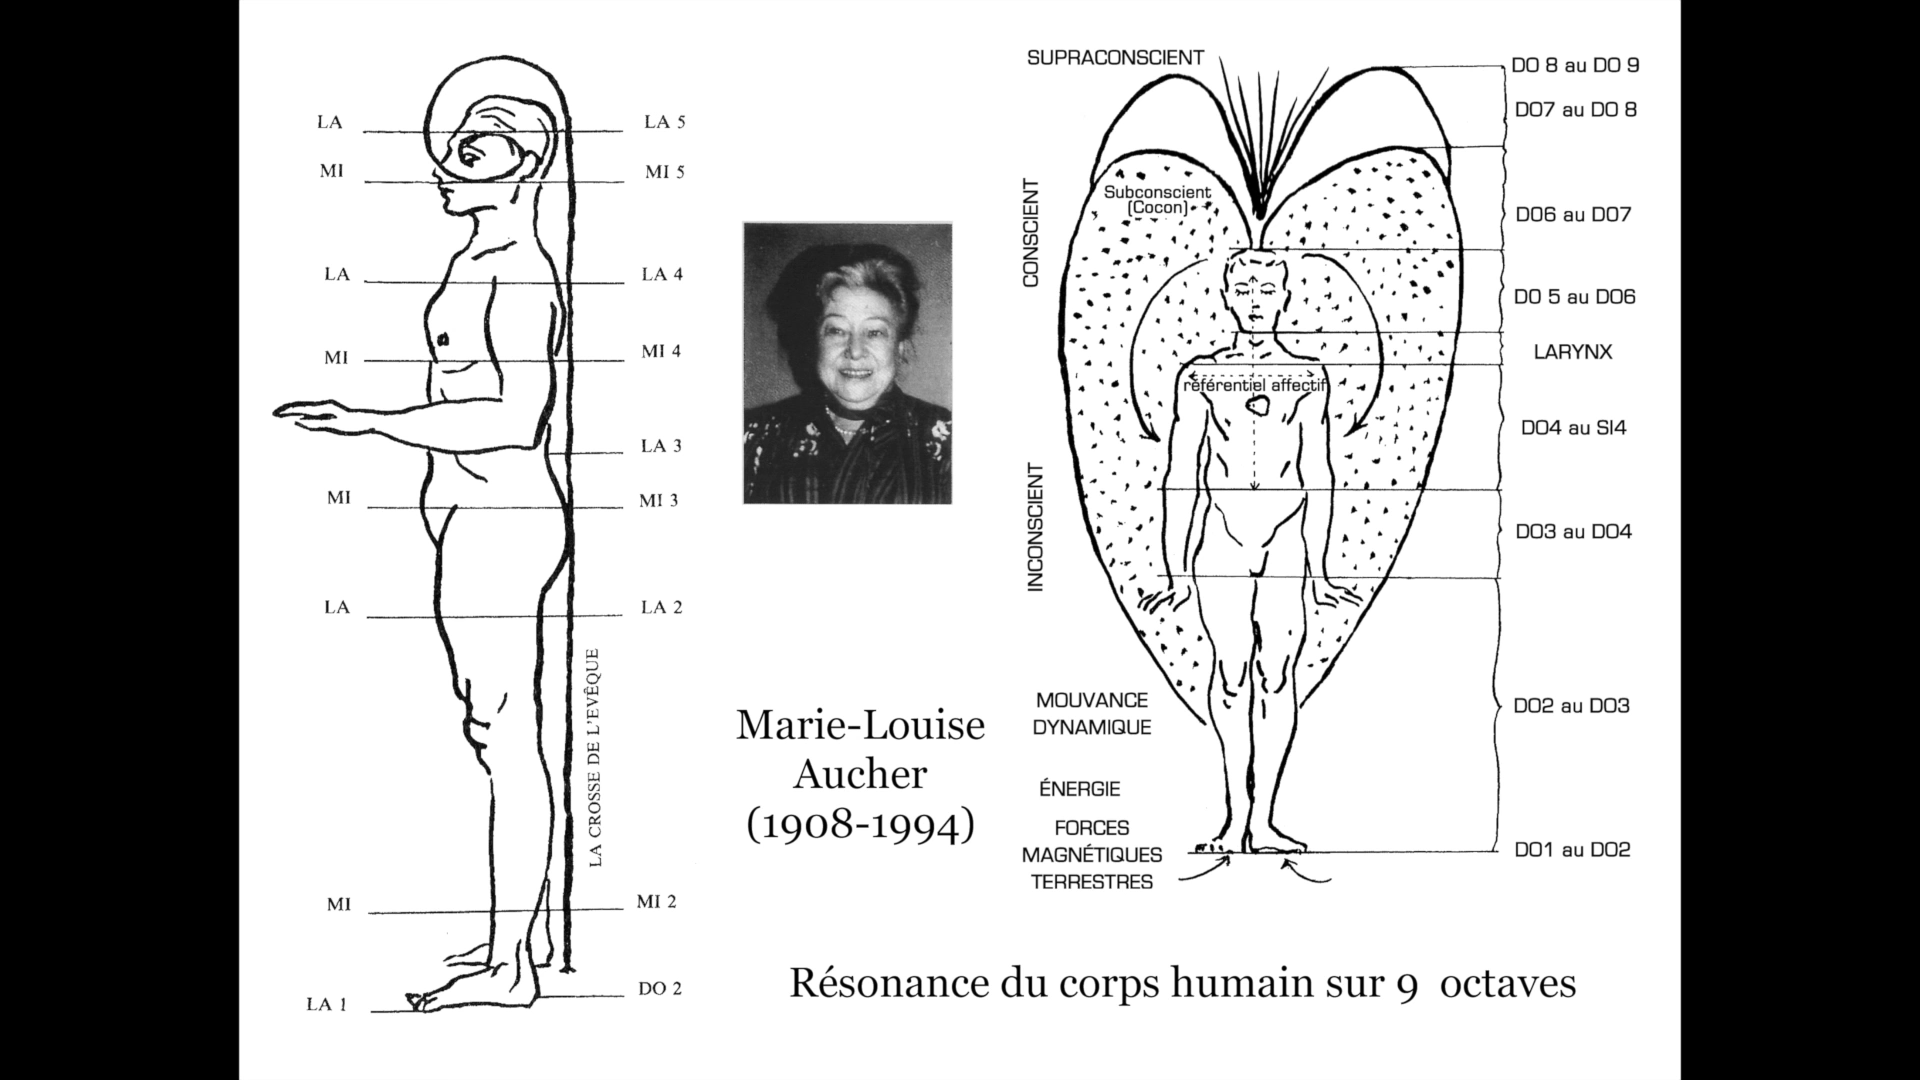 LA
LA 5
MI
MI 5
LA
LA 4
MI
MI 4
LA 3
MI
MI 3
LA
LA 2
LA CROSSE DE L'EVÊQUE
MI
MI 2
LA 1
DO 2
Marie-Louise
Aucher
(1908-1994)
SUPRACONSCIENT
CONSCIENT
INCONSCIENT
Subconscient
(Cocon)
référentiel affectif
MOUVANCE
DYNAMIQUE
ÉNERGIE
FORCES
MAGNÉTIQUES
TERRESTRES
DO 8 au DO 9
DO7 au DO 8
DO6 au DO7
DO 5 au DO6
LARYNX
DO4 au SI4
DO3 au DO4
DO2 au DO3
DO1 au DO2
Résonance du corps humain sur 9 octaves